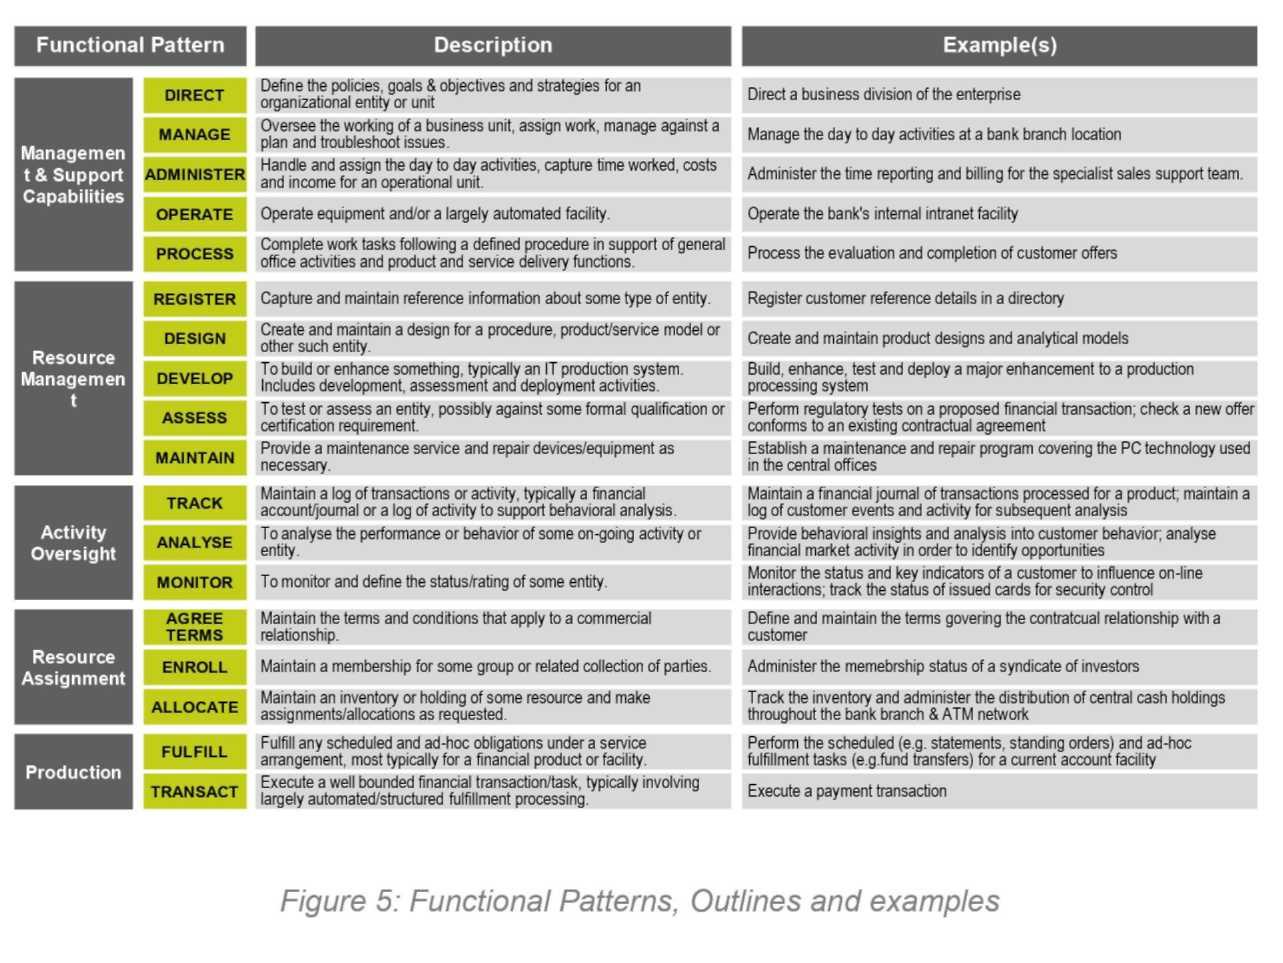 Functional Pattern
Description
Example(s)
Managemen
t & Support
Capabilities
DIRECT
Define the policies, goals & objectives and strategies for an
organizational entity or unit
Direct a business division of the enterprise
MANAGE
Oversee the working of a business unit, assign work, manage against a
plan and troubleshoot issues.
Manage the day to day activities at a bank branch location
ADMINISTER
Handle and assign the day to day activities, capture time worked, costs
and income for an operational unit.
Administer the time reporting and billing for the specialist sales support team.
OPERATE
Operate equipment and/or a largely automated facility.
Operate the bank's internal intranet facility
PROCESS
Complete work tasks following a defined procedure in support of general
office activities and product and service delivery functions.
Process the evaluation and completion of customer offers
Resource
Managemen
t
REGISTER
Capture and maintain reference information about some type of entity.
Register customer reference details in a directory
DESIGN
Create and maintain a design for a procedure, product/service model or
other such entity.
Create and maintain product designs and analytical models
DEVELOP
To build or enhance something, typically an IT production system.
Includes development, assessment and deployment activities.
Build, enhance, test and deploy a major enhancement to a production
processing system
ASSESS
To test or assess an entity, possibly against some formal qualification or
certification requirement.
Perform regulatory tests on a proposed financial transaction; check a new offer
conforms to an existing contractual agreement
MAINTAIN
Provide a maintenance service and repair devices/equipment as
necessary.
Establish a maintenance and repair program covering the PC technology used
in the central offices
Activity
Oversight
TRACK
Maintain a log of transactions or activity, typically a financial
account/journal or a log of activity to support behavioral analysis.
Maintain a financial journal of transactions processed for a product; maintain a
log of customer events and activity for subsequent analysis
ANALYSE
To analyse the performance or behavior of some on-going activity or
entity.
Provide behavioral insights and analysis into customer behavior; analyse
financial market activity in order to identify opportunities
MONITOR
To monitor and define the status/rating of some entity.
Monitor the status and key indicators of a customer to influence on-line
interactions; track the status of issued cards for security control
Resource
Assignment
AGREE
TERMS
Maintain the terms and conditions that apply to a commercial
relationship.
Define and maintain the terms govering the contratcual relationship with a
customer
ENROLL
Maintain a membership for some group or related collection of parties.
Administer the memebrship status of a syndicate of investors
ALLOCATE
Maintain an inventory or holding of some resource and make
assignments/allocations as requested.
Track the inventory and administer the distribution of central cash holdings
throughout the bank branch & ATM network
Production
FULFILL
Fulfill any scheduled and ad-hoc obligations under a service
arrangement, most typically for a financial product or facility.
Perform the scheduled (e.g. statements, standing orders) and ad-hoc
fulfillment tasks (e.g.fund transfers) for a current account facility
TRANSACT
Execute a well bounded financial transaction/task, typically involving
largely automated/structured fulfillment processing.
Execute a payment transaction
Figure 5: Functional Patterns, Outlines and examples